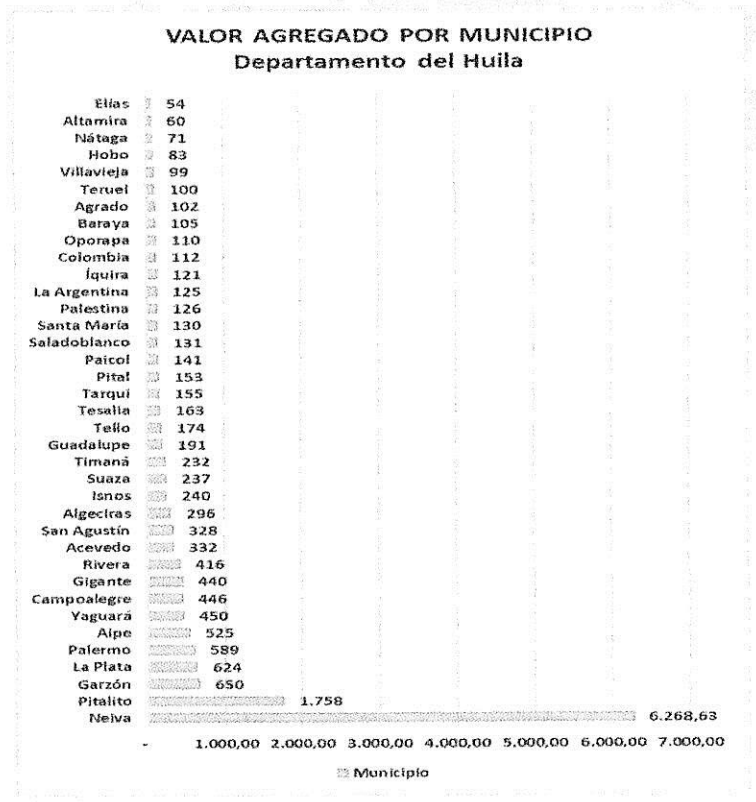 VALOR AGREGADO POR MUNICIPIO
Departamento del Huila
Elías 54
Altamira 60
Nátaga 71
Hobo 83
Villavieja 99
Teruel 100
Agrado 102
Baraya 105
Oporapa 110
Colombia 112
Íquira 121
La Argentina 125
Palestina 126
Santa María 130
Saladoblanco 131
Paicol 141
Pital 153
Tarqui 155
Tesalia 163
Tello 174
Guadalupe 191
Timaná 232
Suaza 237
Isnos 240
Algeciras 296
San Agustín 328
Acevedo 332
Rivera 416
Gigante 440
Campoalegre 446
Yaguará 450
Aipe 525
Palermo 589
La Plata 624
Garzón 650
Pitalito 1.758
Neiva 6.268,63
- 1.000,00 2.000,00 3.000,00 4.000,00 5.000,00 6.000,00 7.000,00
Municipio